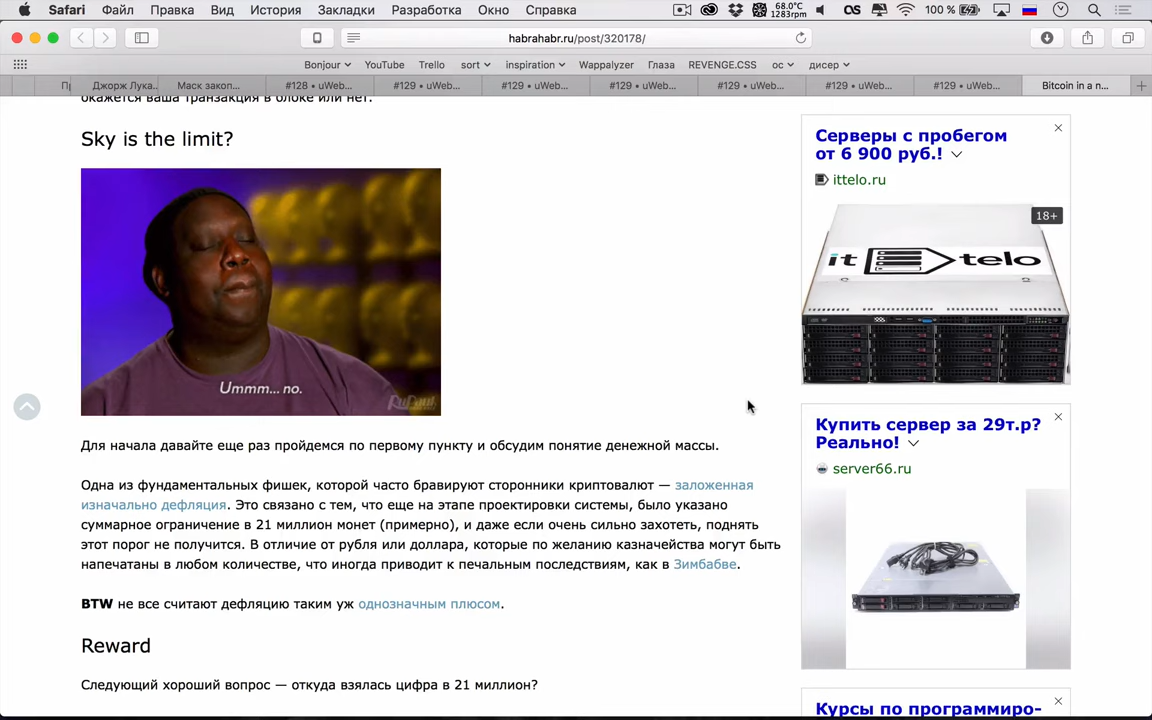 Safari Файл Правка Вид История Закладки Разработка Окно Справка 68.0°C 1283rpm 100 %
habrahabr.ru/post/320178/
Bonjour YouTube Trello sort inspiration Wappalyzer Глаза REVENGE.CSS ос дисер
Джордж Лука... Маск закоп... #128 • uWeb... #129 • uWeb... #129 • uWeb... #129 • uWeb... #129 • uWeb... #129 • uWeb... #129 • uWeb... Bitcoin in a n...
окажется ваша транзакция в блоке или нет.
Sky is the limit?
Ummm... no.
RuPaul
Для начала давайте еще раз пройдемся по первому пункту и обсудим понятие денежной массы.
Одна из фундаментальных фишек, которой часто бравируют сторонники криптовалют — заложенная
изначально дефляция. Это связано с тем, что еще на этапе проектировки системы, было указано
суммарное ограничение в 21 миллион монет (примерно), и даже если очень сильно захотеть, поднять
этот порог не получится. В отличие от рубля или доллара, которые по желанию казначейства могут быть
напечатаны в любом количестве, что иногда приводит к печальным последствиям, как в Зимбабве.
BTW не все считают дефляцию таким уж однозначным плюсом.
Reward
Следующий хороший вопрос — откуда взялась цифра в 21 миллион?
Серверы с пробегом
от 6 900 руб.!
ittelo.ru
18+
it telo
Купить сервер за 29т.р?
Реально!
server66.ru
Курсы по программиро-